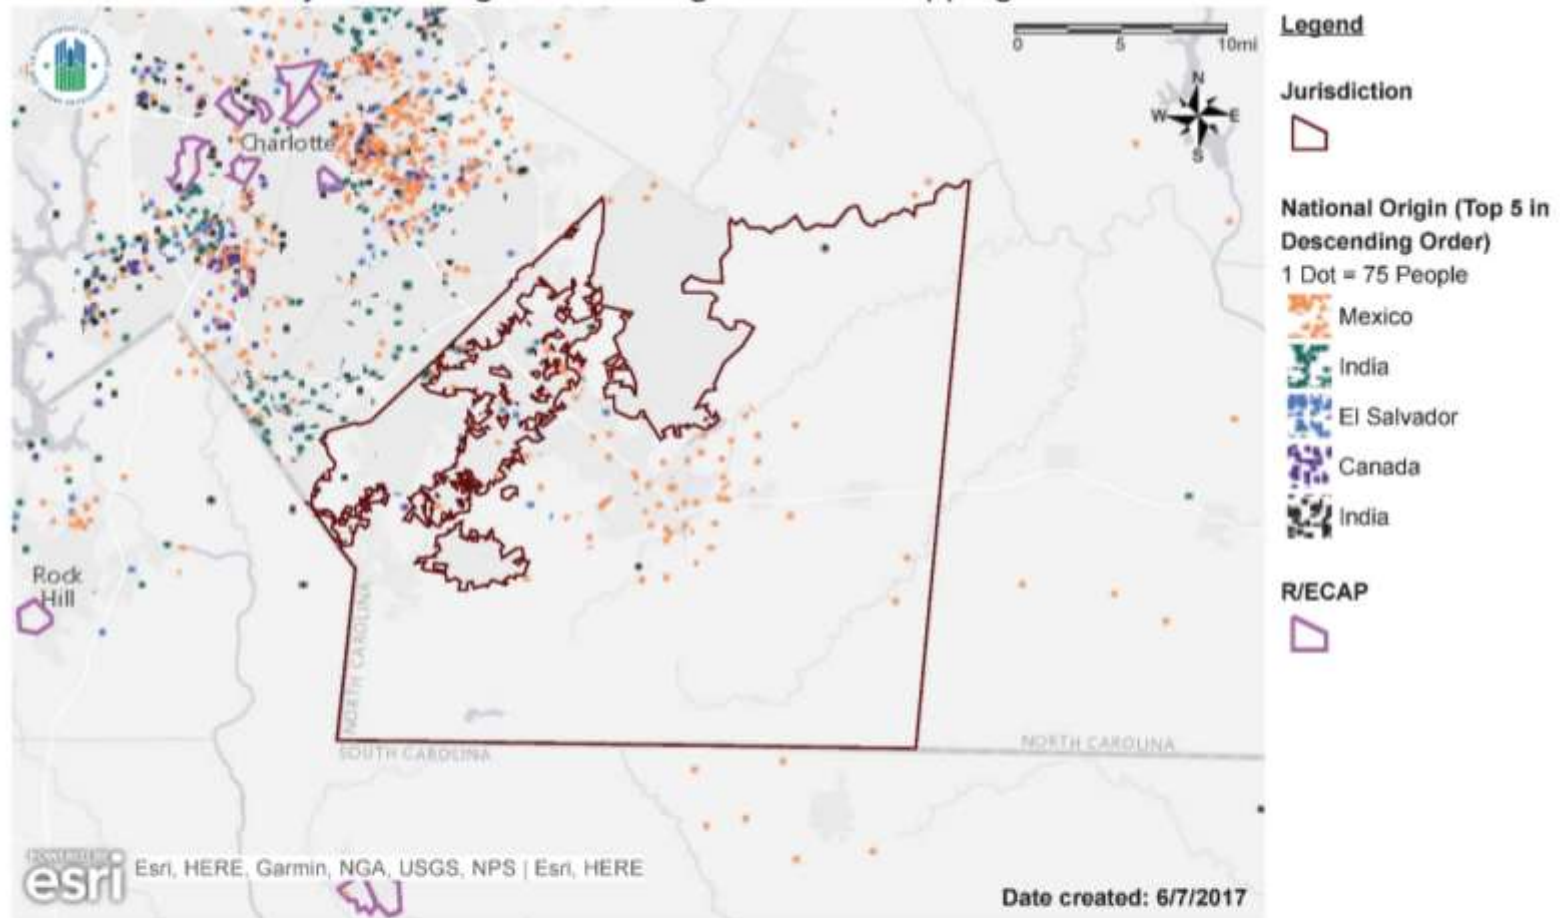 0 5 10mi
N
W E
S
Charlotte
Rock
Hill
NORTH CAROLINA
SOUTH CAROLINA
NORTH CAROLINA
POWERED BY
esri
Esri, HERE, Garmin, NGA, USGS, NPS | Esri, HERE
Date created: 6/7/2017
Legend
Jurisdiction
National Origin (Top 5 in
Descending Order)
1 Dot = 75 People
Mexico
India
El Salvador
Canada
India
R/ECAP